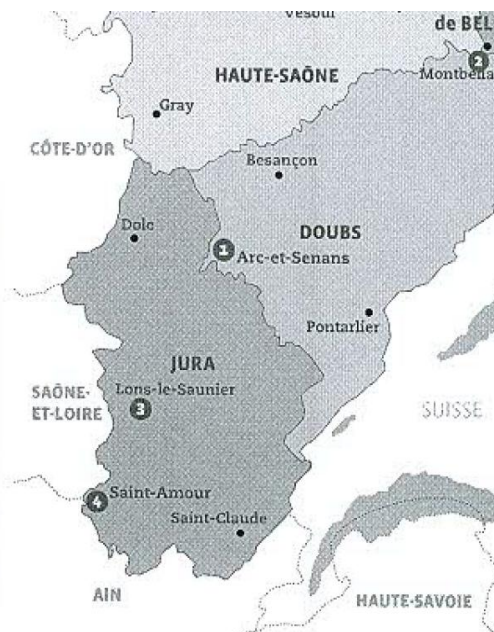 Vesoul
de BEL
2
HAUTE-SAÔNE
Montbélia
Gray
CÔTE-D'OR
Besançon
Dole
DOUBS
1
Arc-et-Senans
Pontarlier
JURA
Lons-le-Saunier
SAÔNE-
ET-LOIRE
3
SUISSE
4
Saint-Amour
Saint-Claude
AIN
HAUTE-SAVOIE